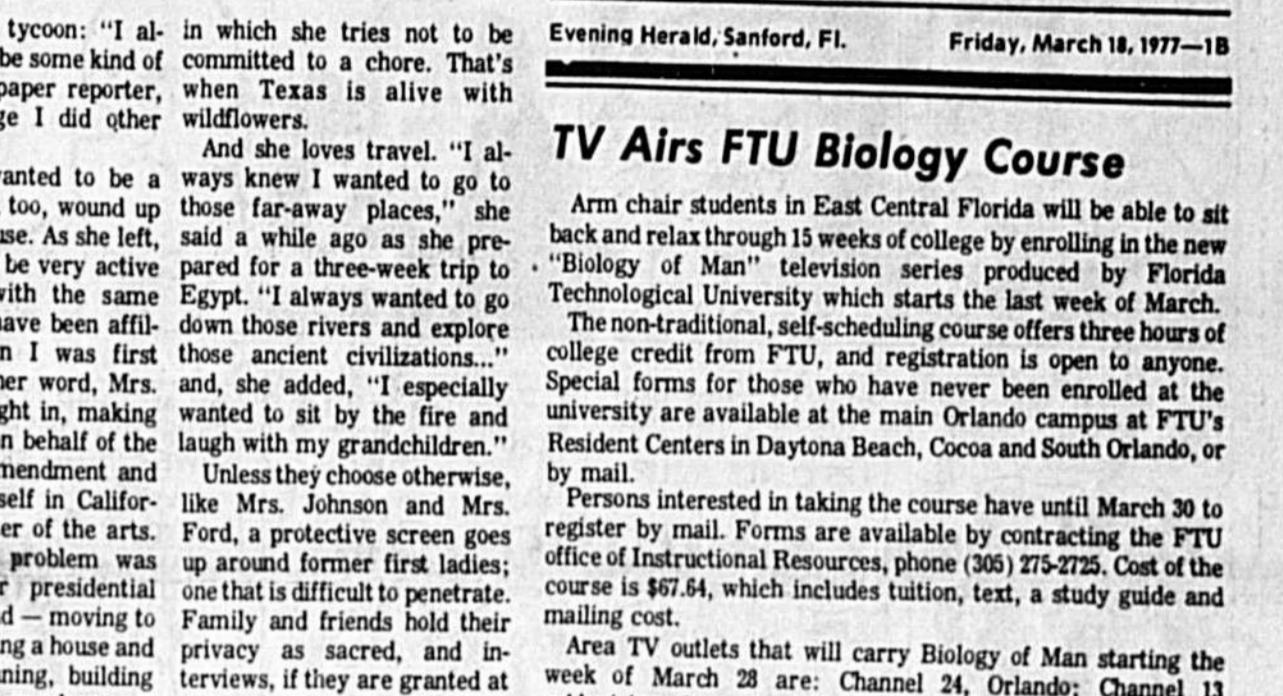 tycoon: "I al-
be some kind of
paper reporter,
ge I did other
wanted to be a
too, wound up
use. As she left,
be very active
with the same
have been affil-
n I was first
her word, Mrs.
ght in, making
n behalf of the
mendment and
self in Califor-
er of the arts.
problem was
r presidential
d — moving to
ng a house and
ning, building
in which she tries not to be
committed to a chore. That's
when Texas is alive with
wildflowers.
And she loves travel. "I al-
ways knew I wanted to go to
those far-away places," she
said a while ago as she pre-
pared for a three-week trip to
Egypt. "I always wanted to go
down those rivers and explore
those ancient civilizations..."
and, she added, "I especially
wanted to sit by the fire and
laugh with my grandchildren."
Unless they choose otherwise,
like Mrs. Johnson and Mrs.
Ford, a protective screen goes
up around former first ladies;
one that is difficult to penetrate.
Family and friends hold their
privacy as sacred, and in-
terviews, if they are granted at
Evening Herald, Sanford, Fl. Friday, March 18, 1977—1B
TV Airs FTU Biology Course
Arm chair students in East Central Florida will be able to sit
back and relax through 15 weeks of college by enrolling in the new
"Biology of Man" television series produced by Florida
Technological University which starts the last week of March.
The non-traditional, self-scheduling course offers three hours of
college credit from FTU, and registration is open to anyone.
Special forms for those who have never been enrolled at the
university are available at the main Orlando campus at FTU's
Resident Centers in Daytona Beach, Cocoa and South Orlando, or
by mail.
Persons interested in taking the course have until March 30 to
register by mail. Forms are available by contracting the FTU
office of Instructional Resources, phone (305) 275-2725. Cost of the
course is $67.64, which includes tuition, text, a study guide and
mailing cost.
Area TV outlets that will carry Biology of Man starting the
week of March 28 are: Channel 24, Orlando; Channel 13